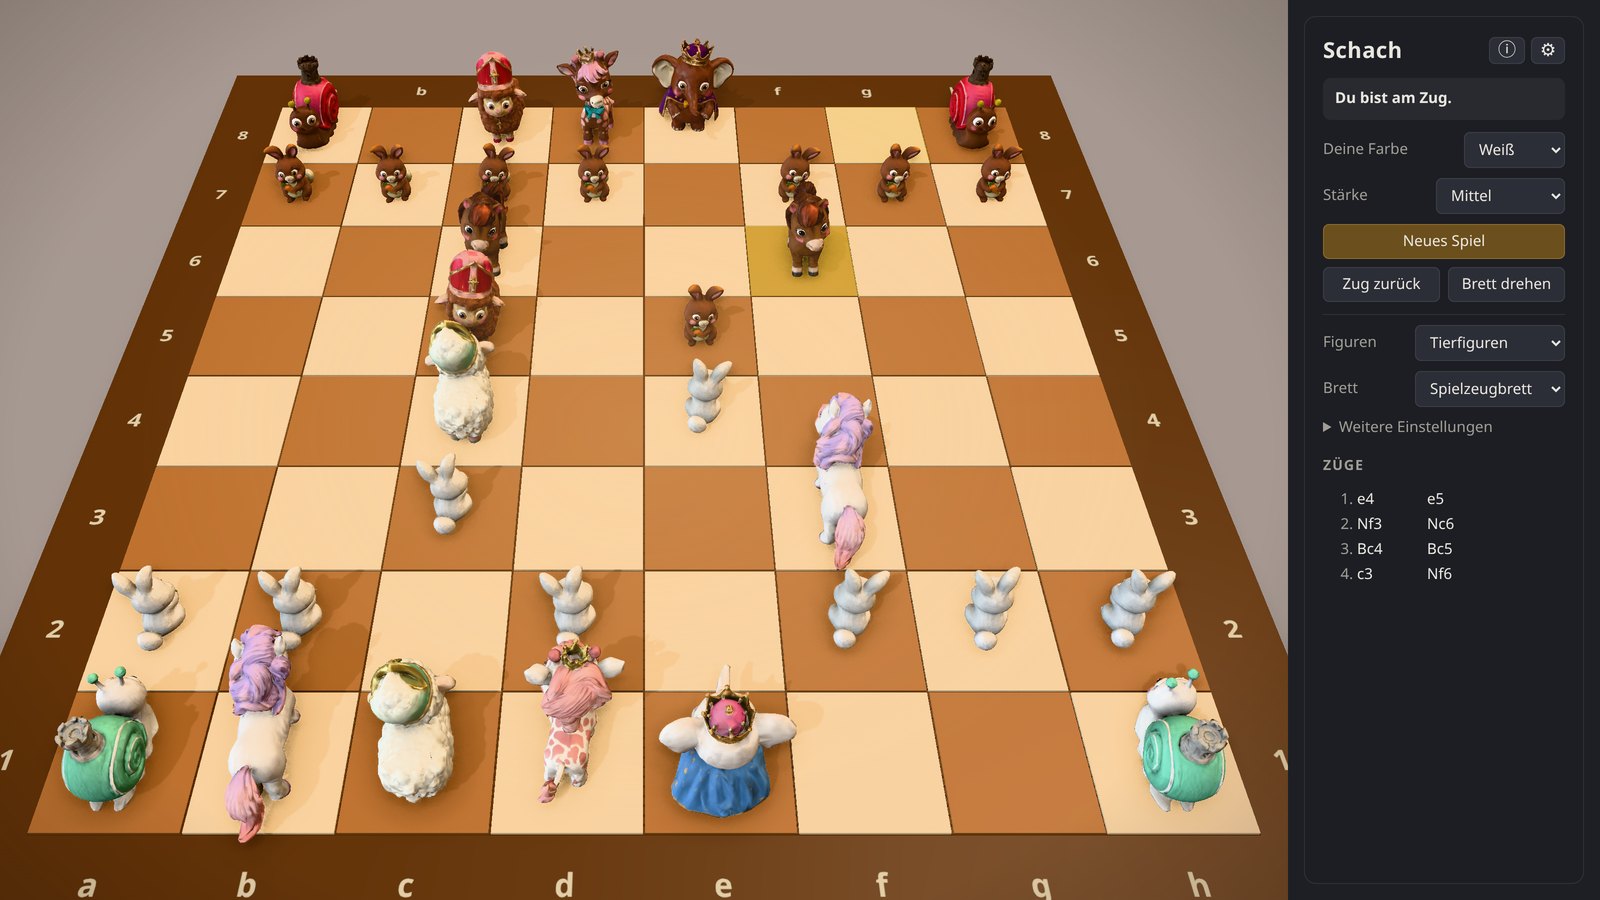 Schach
Du bist am Zug.
Deine Farbe Weiß
Stärke Mittel
Neues Spiel
Zug zurück Brett drehen
Figuren Tierfiguren
Brett Spielzeugbrett
Weitere Einstellungen
ZÜGE
1. e4 e5
2. Nf3 Nc6
3. Bc4 Bc5
4. c3 Nf6
b f g
8 8
7 7
6 6
5 5
4 4
3 3
2 2
1 1
a b c d e f g h